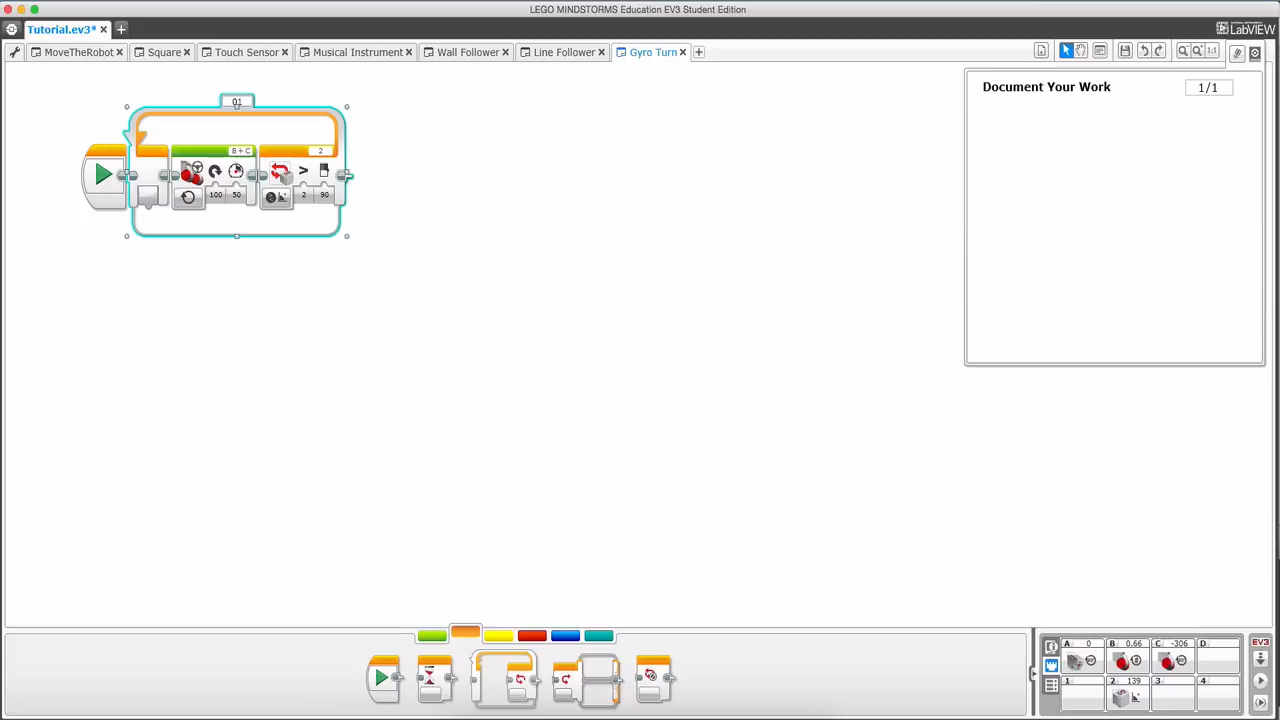 LEGO MINDSTORMS Education EV3 Student Edition
Tutorial.ev3*
LabVIEW
MoveTheRobot
Square
Touch Sensor
Musical Instrument
Wall Follower
Line Follower
Gyro Turn
1:1
Document Your Work
1/1
01
B + C
2
>
100
50
2
90
EV3
A 0
B 0.66
C -306
D
1
2 139
3
4